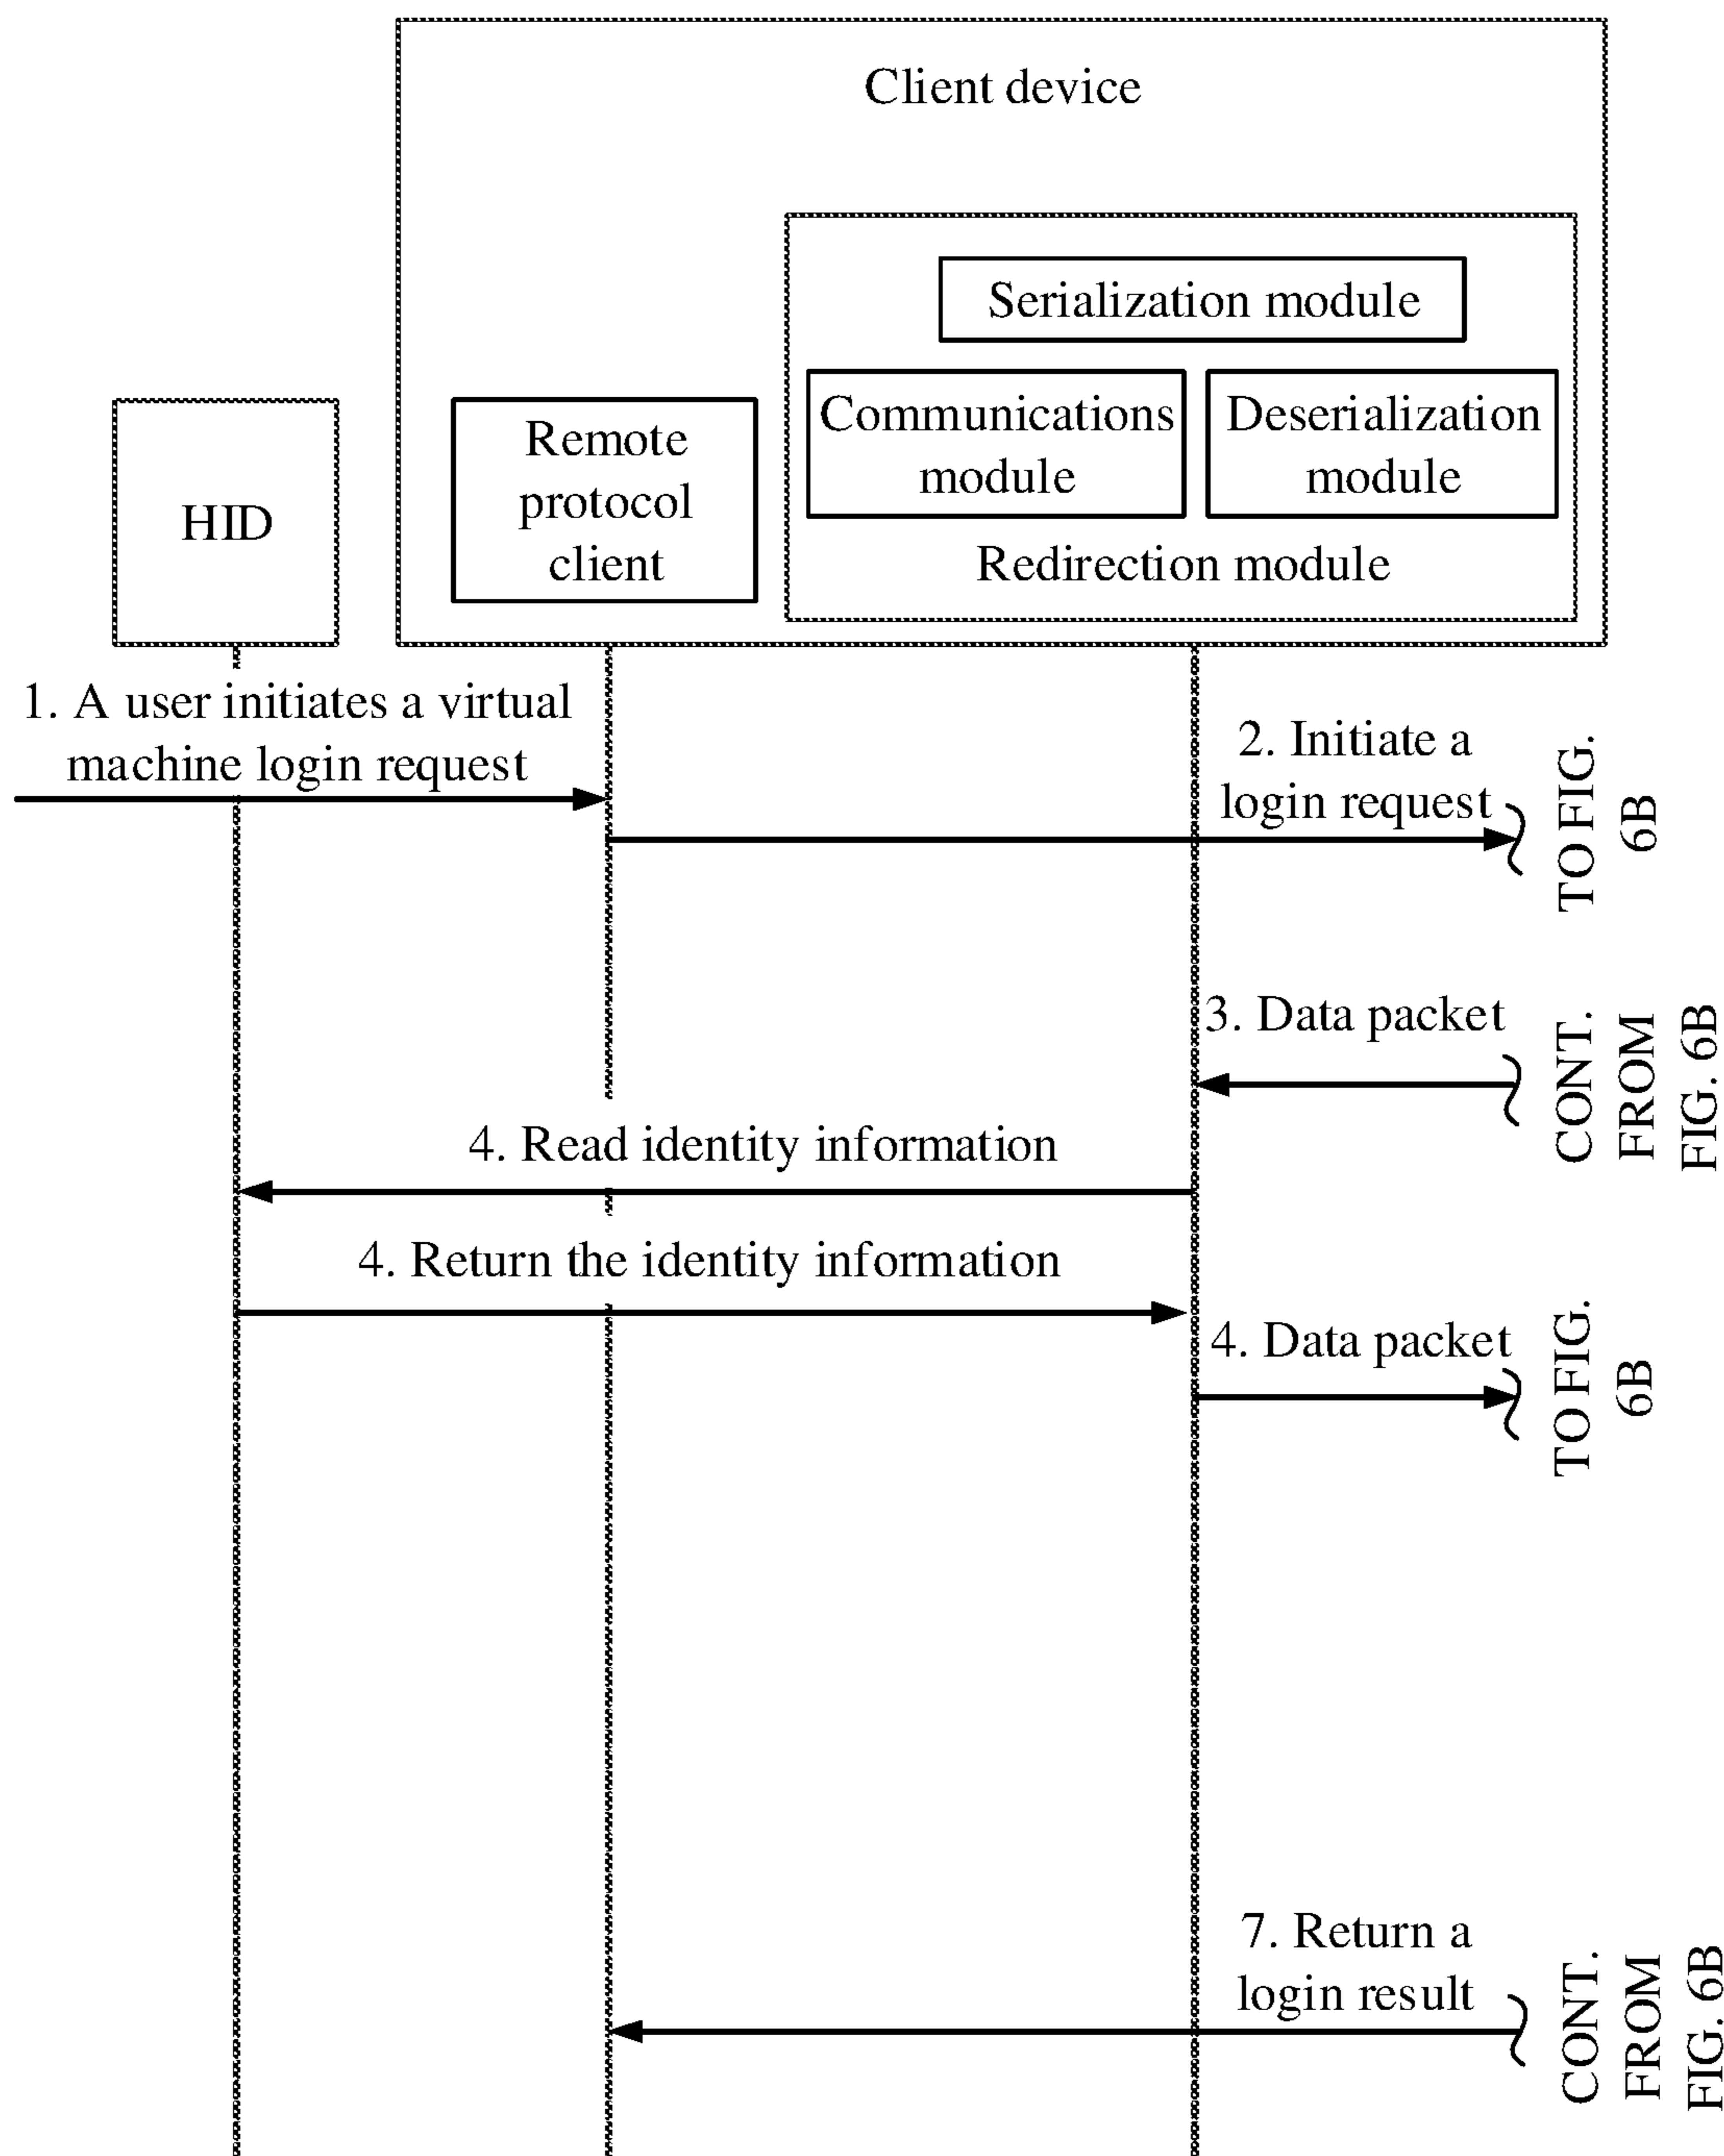 Client device
Serialization module
Communications
module
Deserialization
module
Redirection module
Remote
protocol
client
HID
1. A user initiates a virtual
machine login request
2. Initiate a
login request
TO FIG.
6B
3. Data packet
CONT.
FROM
FIG. 6B
4. Read identity information
4. Return the identity information
4. Data packet
TO FIG.
6B
7. Return a
login result
CONT.
FROM
FIG. 6B